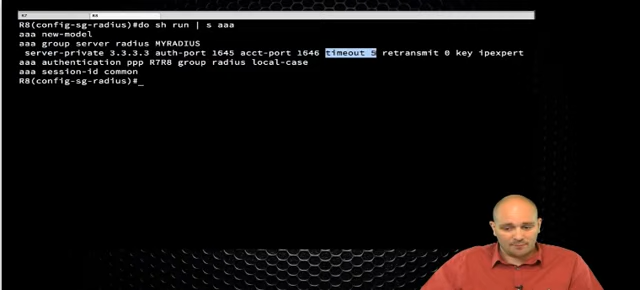 R7
R8
R8(config-sg-radius)#do sh run | s aaa
aaa new-model
aaa group server radius MYRADIUS
server-private 3.3.3.3 auth-port 1645 acct-port 1646 timeout 5 retransmit 0 key ipexpert
aaa authentication ppp R7R8 group radius local-case
aaa session-id common
R8(config-sg-radius)#_